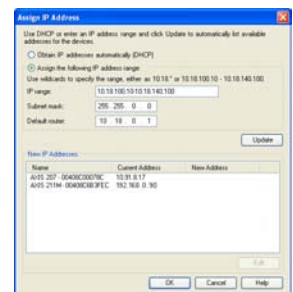 Assign IP Address
Use DHCP or enter an IP address range and click Update to automatically list available
addresses for the devices.
Obtain IP addresses automatically (DHCP)
Assign the following IP address range:
Use wildcards to specify the range, either as 10.18.* or 10.18.100.10 - 10.18.140.100.
IP range: 10.18.100.10-10.18.140.100
Subnet mask: 255 . 255 . 0 . 0
Default router: 10 . 18 . 0 . 1
Update
New IP Addresses:
Name Current Address New Address
AXIS 207 - 00408C00078C 10.91.8.17
AXIS 211M - 00408C8B3FEC 192.168.0.90
Edit
OK Cancel Help